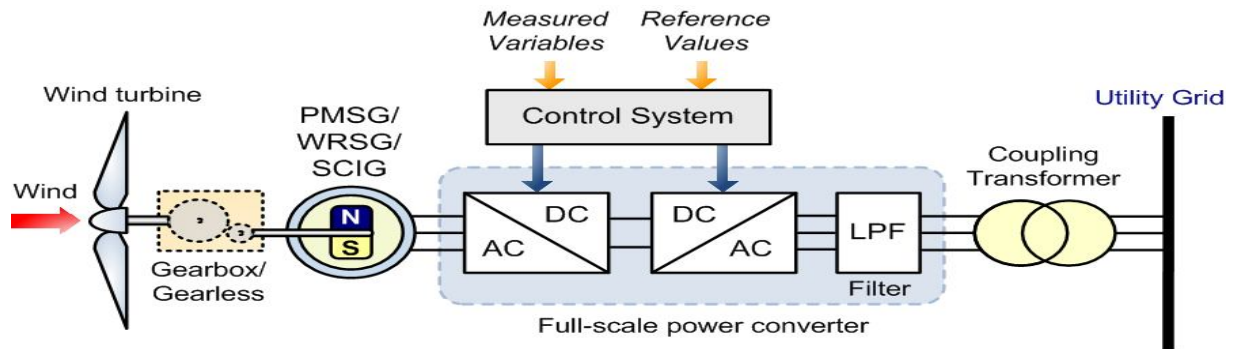 Measured
Variables
Reference
Values
Wind turbine
Control System
Utility Grid
PMSG/
WRSG/
SCIG
Coupling
Transformer
Wind
N
S
DC
AC
DC
AC
LPF
Gearbox/
Gearless
Filter
Full-scale power converter